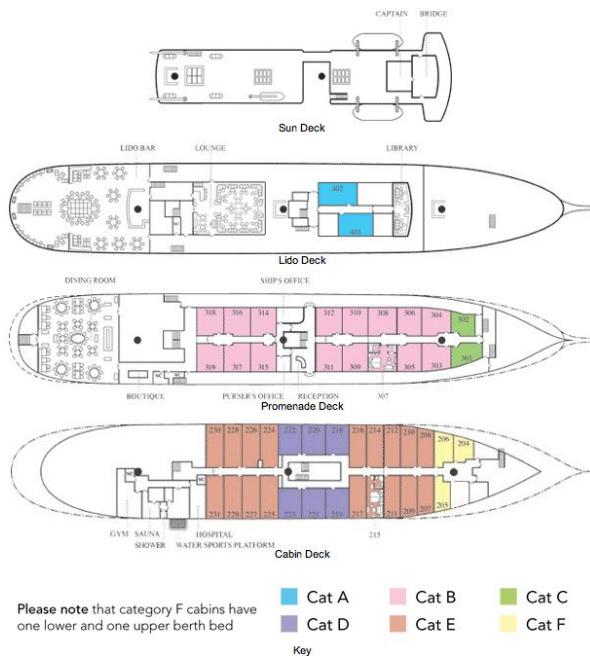 CAPTAIN BRIDGE
Sun Deck
LIDO BAR LOUNGE LIBRARY
402
401
Lido Deck
DINING ROOM SHIP'S OFFICE
318 316 314 312 310 308 306 304 302
319 317 315 311 309 305 303 301
BOUTIQUE PURSER'S OFFICE RECEPTION 307
Promenade Deck
230 228 226 224 222 220 218 216 214 212 210 208 206 204
231 229 227 225 223 221 219 217 211 209 207 205
GYM SAUNA HOSPITAL 215
SHOWER WATER SPORTS PLATFORM
Cabin Deck
Please note that category F cabins have
one lower and one upper berth bed
Cat A Cat B Cat C
Cat D Cat E Cat F
Key